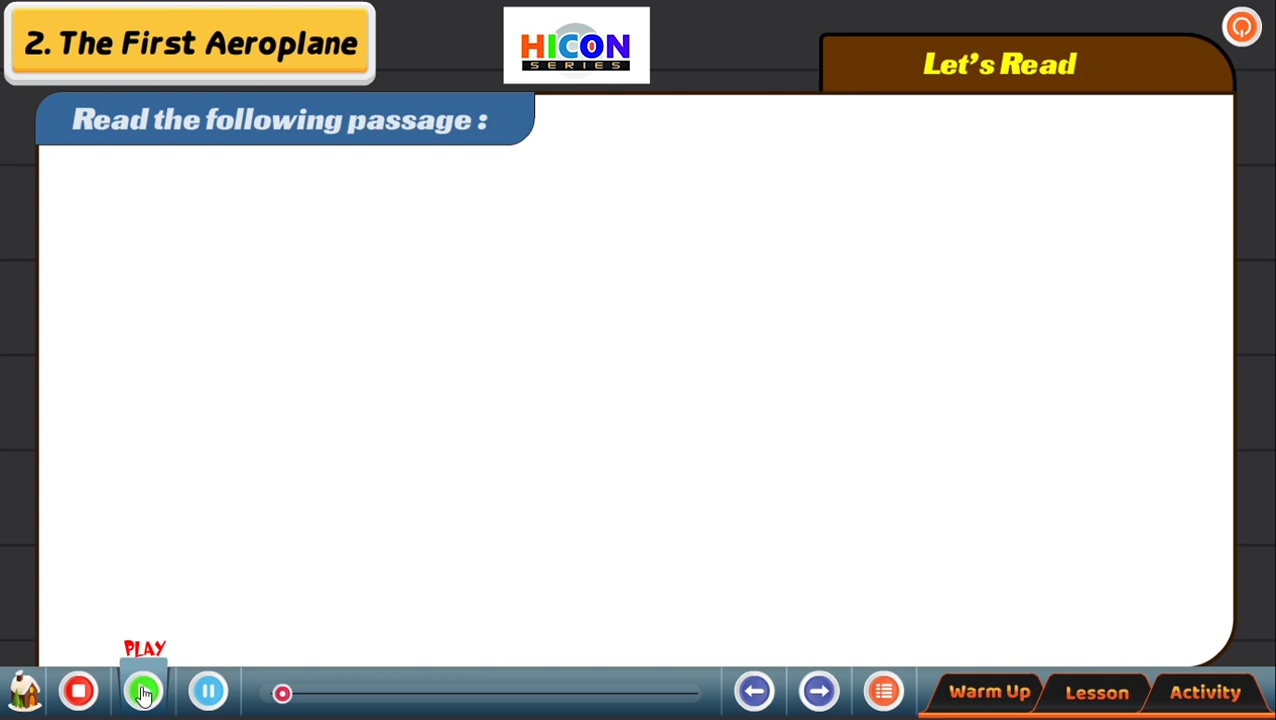 2. The First Aeroplane
HICON
SERIES
Let's Read
Read the following passage :
PLAY
Warm Up
Lesson
Activity